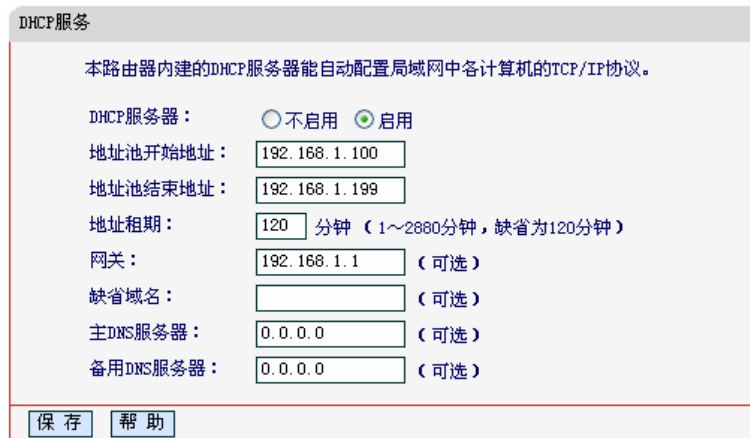 DHCP服务
本路由器内建的DHCP服务器能自动配置局域网中各计算机的TCP/IP协议。
DHCP服务器： 不启用 启用
地址池开始地址： 192.168.1.100
地址池结束地址： 192.168.1.199
地址租期： 120 分钟（1～2880分钟，缺省为120分钟）
网关： 192.168.1.1 （可选）
缺省域名： （可选）
主DNS服务器： 0.0.0.0 （可选）
备用DNS服务器： 0.0.0.0 （可选）
保 存 帮 助